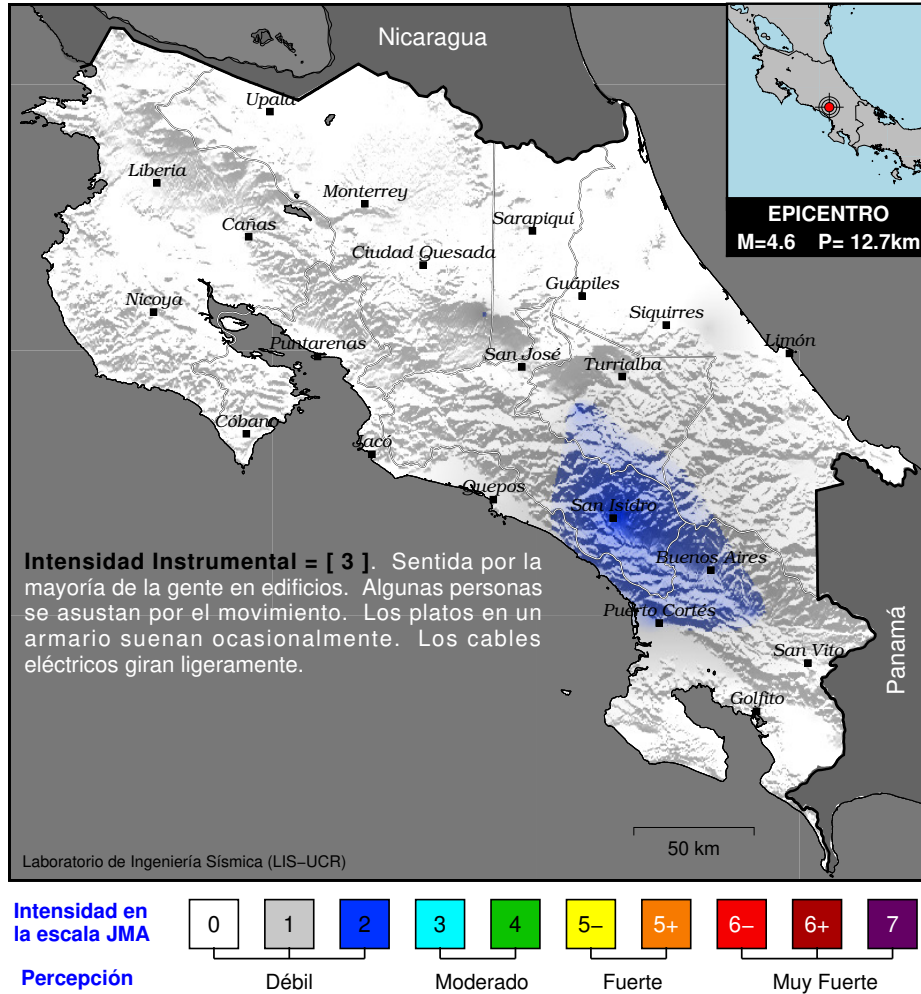 Nicaragua
Upala
Liberia
Monterrey
Cañas
Sarapiquí
EPICENTRO
M=4.6 P= 12.7km
Ciudad Quesada
Guápiles
Nicoya
Siquirres
Puntarenas
San José
Limón
Turrialba
Cóbano
Jacó
Quepos
San Isidro
Intensidad Instrumental = [ 3 ]. Sentida por la
mayoría de la gente en edificios. Algunas personas
se asustan por el movimiento. Los platos en un
armario suenan ocasionalmente. Los cables
eléctricos giran ligeramente.
Buenos Aires
Puerto Cortés
San Vito
Panamá
Golfito
50 km
Laboratorio de Ingeniería Sísmica (LIS−UCR)
Intensidad en
la escala JMA
0 1 2 3 4 5− 5+ 6− 6+ 7
Percepción
Débil Moderado Fuerte Muy Fuerte